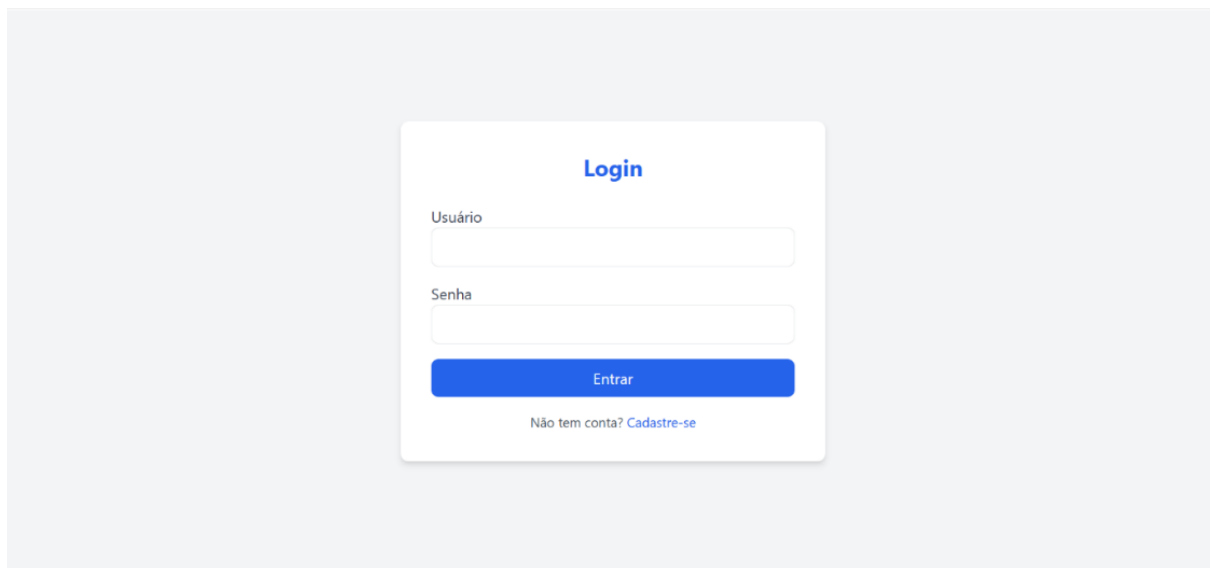 Login
Usuário
Senha
Entrar
Não tem conta? Cadastre-se